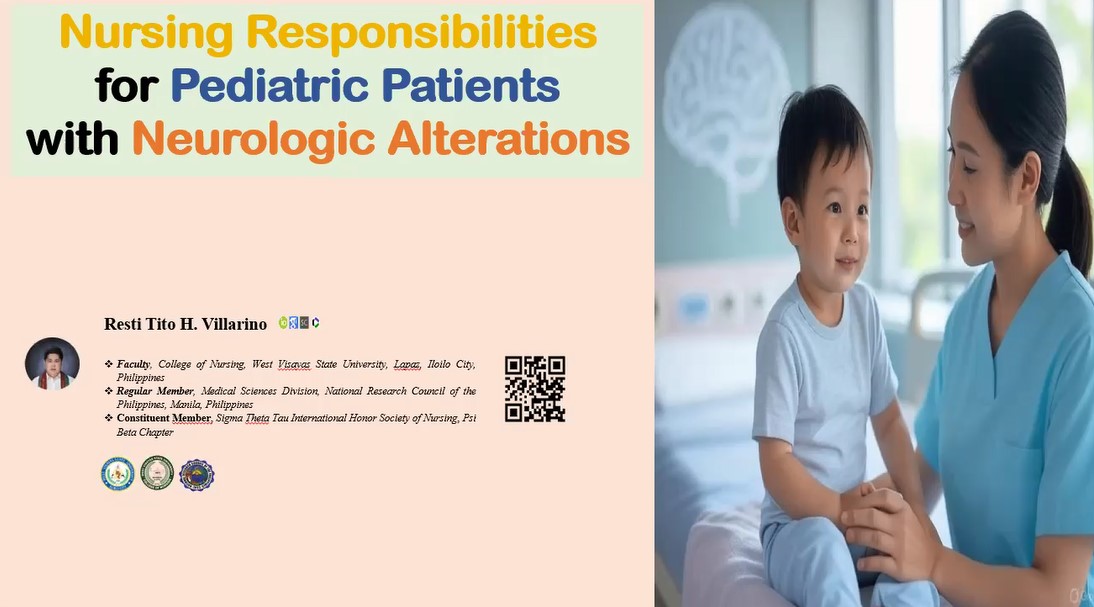 Nursing Responsibilities
for Pediatric Patients
with Neurologic Alterations
Resti Tito H. Villarino
❖ Faculty, College of Nursing, West Visayas State University, Lapaz, Iloilo City,
Philippines
❖ Regular Member, Medical Sciences Division, National Research Council of the
Philippines, Manila, Philippines
❖ Constituent Member, Sigma Theta Tau International Honor Society of Nursing, Psi
Beta Chapter